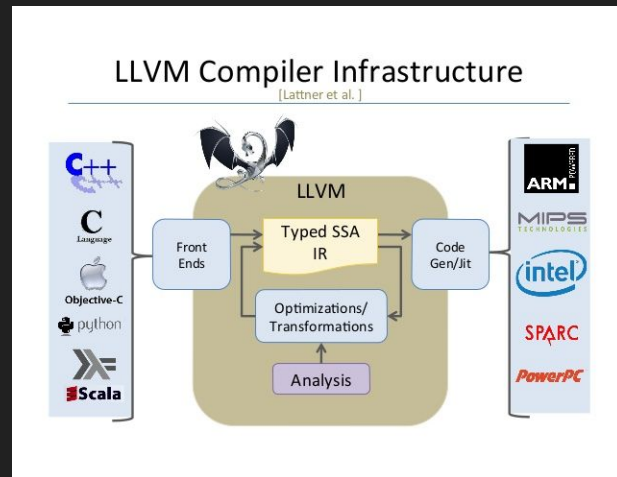 LLVM Compiler Infrastructure
[Lattner et al. ]
C++
C
Language
Objective-C
python
Scala
Front
Ends
LLVM
Typed SSA
IR
Optimizations/
Transformations
Analysis
Code
Gen/Jit
ARM POWERED
MIPS
TECHNOLOGIES
intel
SPARC
PowerPC